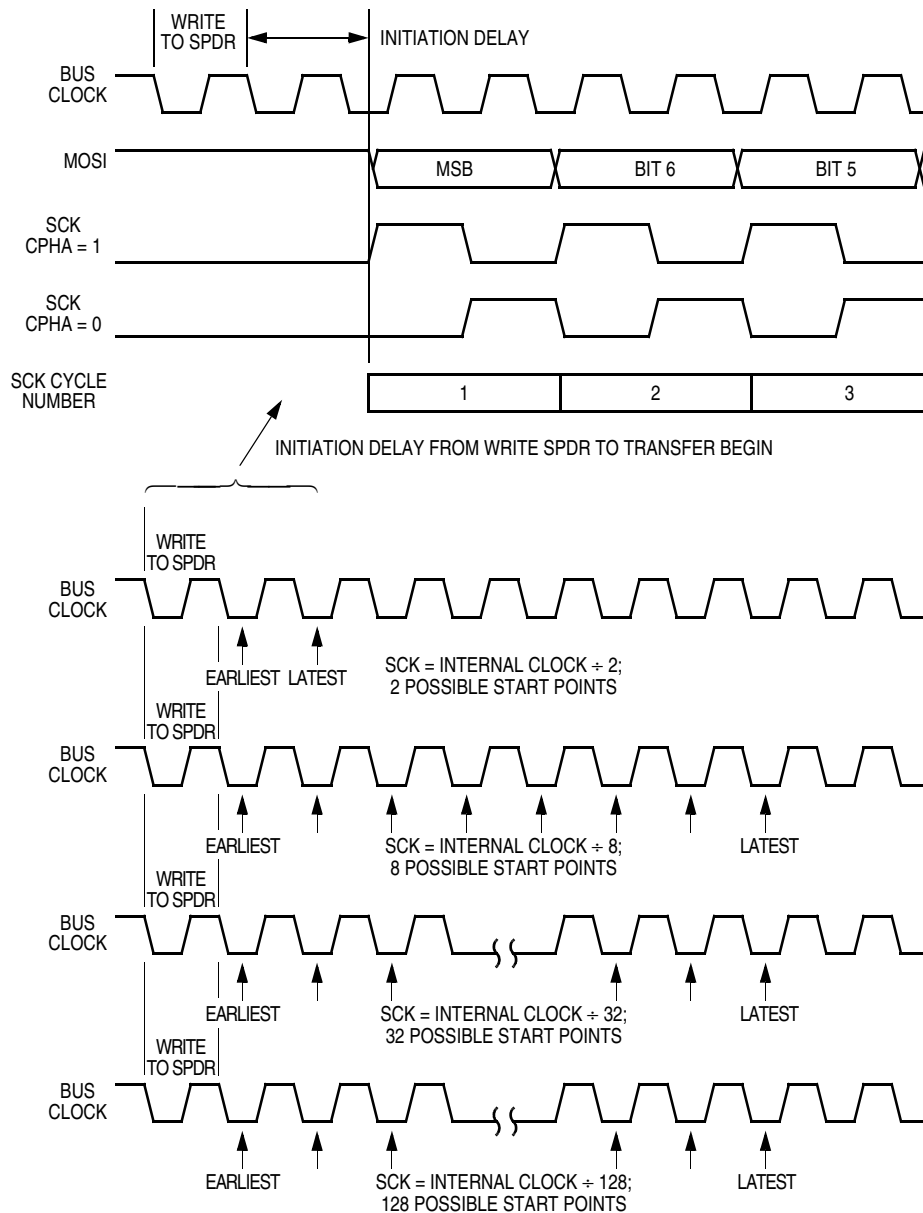 WRITE
TO SPDR
INITIATION DELAY
BUS
CLOCK
MOSI
MSB
BIT 6
BIT 5
SCK
CPHA = 1
SCK
CPHA = 0
SCK CYCLE
NUMBER
1
2
3
INITIATION DELAY FROM WRITE SPDR TO TRANSFER BEGIN
WRITE
TO SPDR
BUS
CLOCK
EARLIEST
LATEST
SCK = INTERNAL CLOCK ÷ 2;
2 POSSIBLE START POINTS
WRITE
TO SPDR
BUS
CLOCK
EARLIEST
SCK = INTERNAL CLOCK ÷ 8;
8 POSSIBLE START POINTS
LATEST
WRITE
TO SPDR
BUS
CLOCK
EARLIEST
SCK = INTERNAL CLOCK ÷ 32;
32 POSSIBLE START POINTS
LATEST
WRITE
TO SPDR
BUS
CLOCK
EARLIEST
SCK = INTERNAL CLOCK ÷ 128;
128 POSSIBLE START POINTS
LATEST